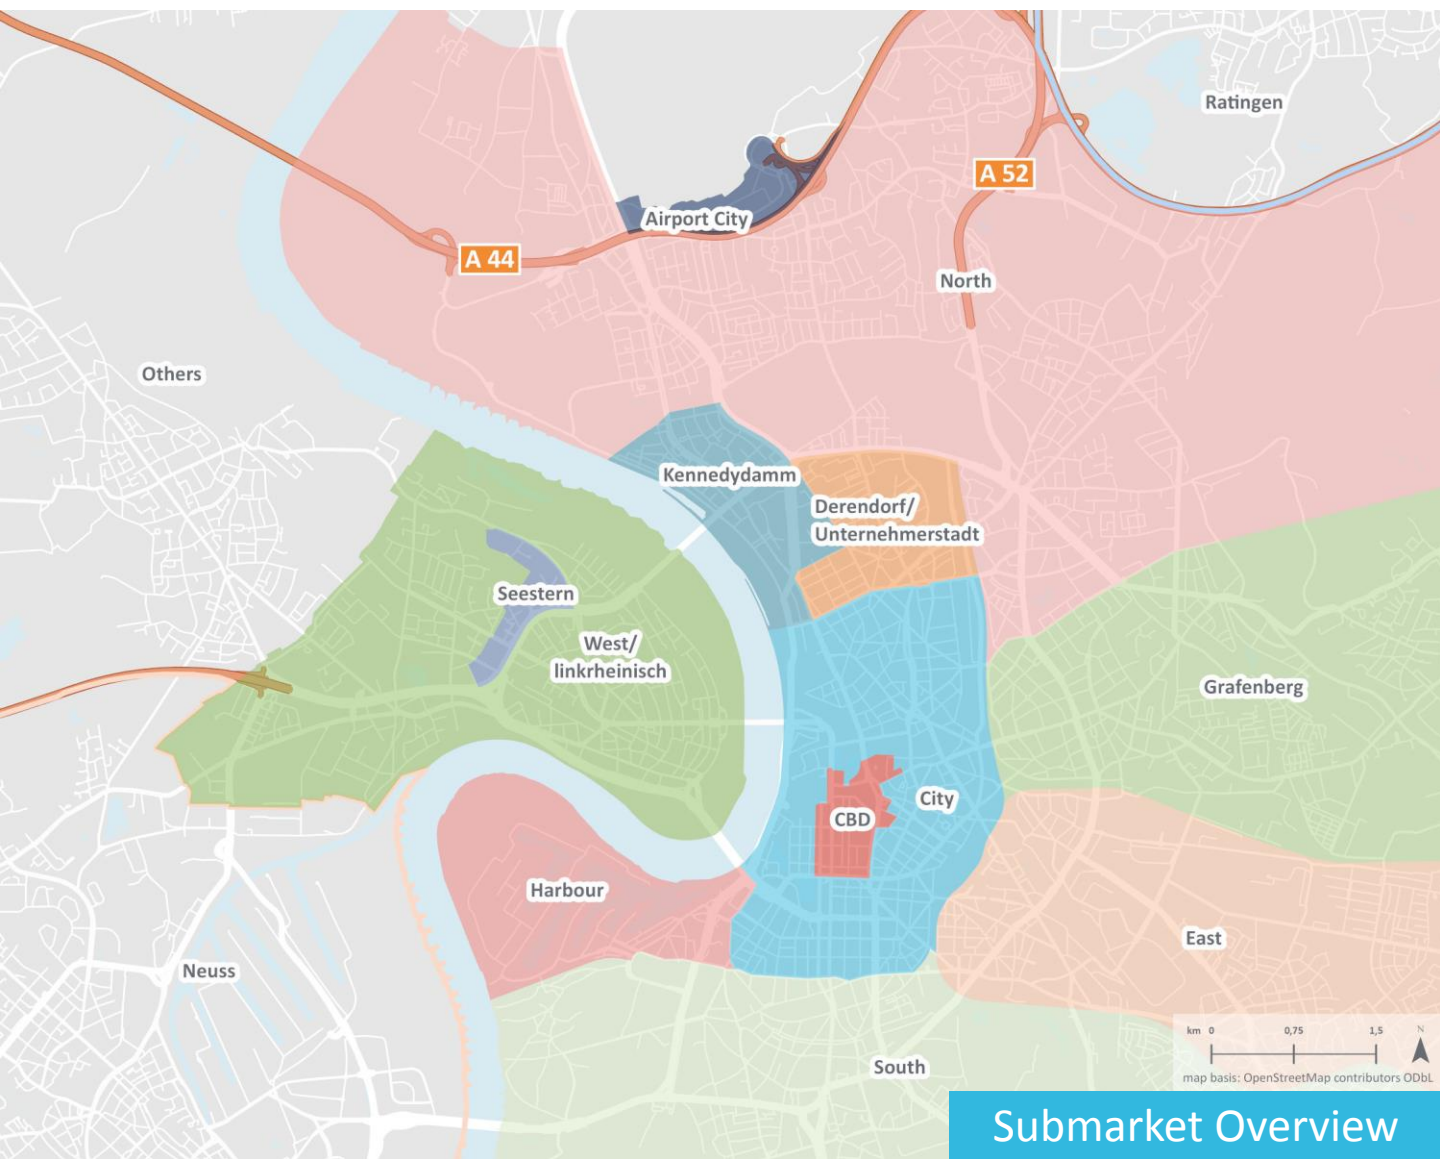 Ratingen
A 52
Airport City
A 44
North
Others
Kennedydamm
Derendorf/
Unternehmerstadt
Seestern
West/
linkrheinisch
Grafenberg
City
CBD
Harbour
East
Neuss
km 0 0,75 1,5 N
South
map basis: OpenStreetMap contributors ODbL
Submarket Overview